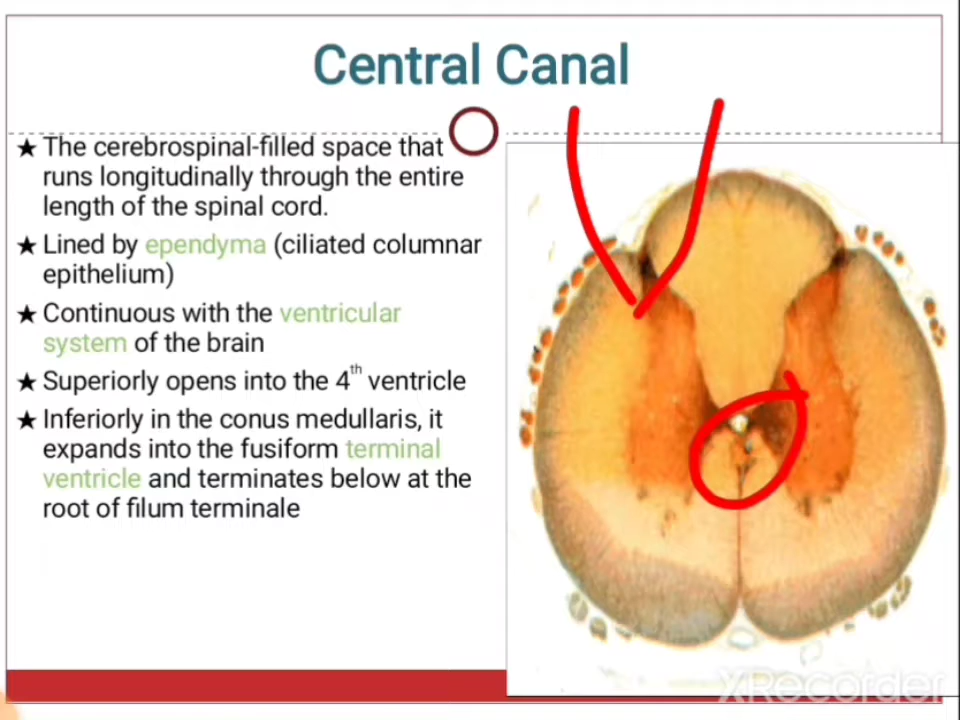 Central Canal
★ The cerebrospinal-filled space that
runs longitudinally through the entire
length of the spinal cord.
★ Lined by ependyma (ciliated columnar
epithelium)
★ Continuous with the ventricular
system of the brain
★ Superiorly opens into the 4th ventricle
★ Inferiorly in the conus medullaris, it
expands into the fusiform terminal
ventricle and terminates below at the
root of filum terminale
XRecorder